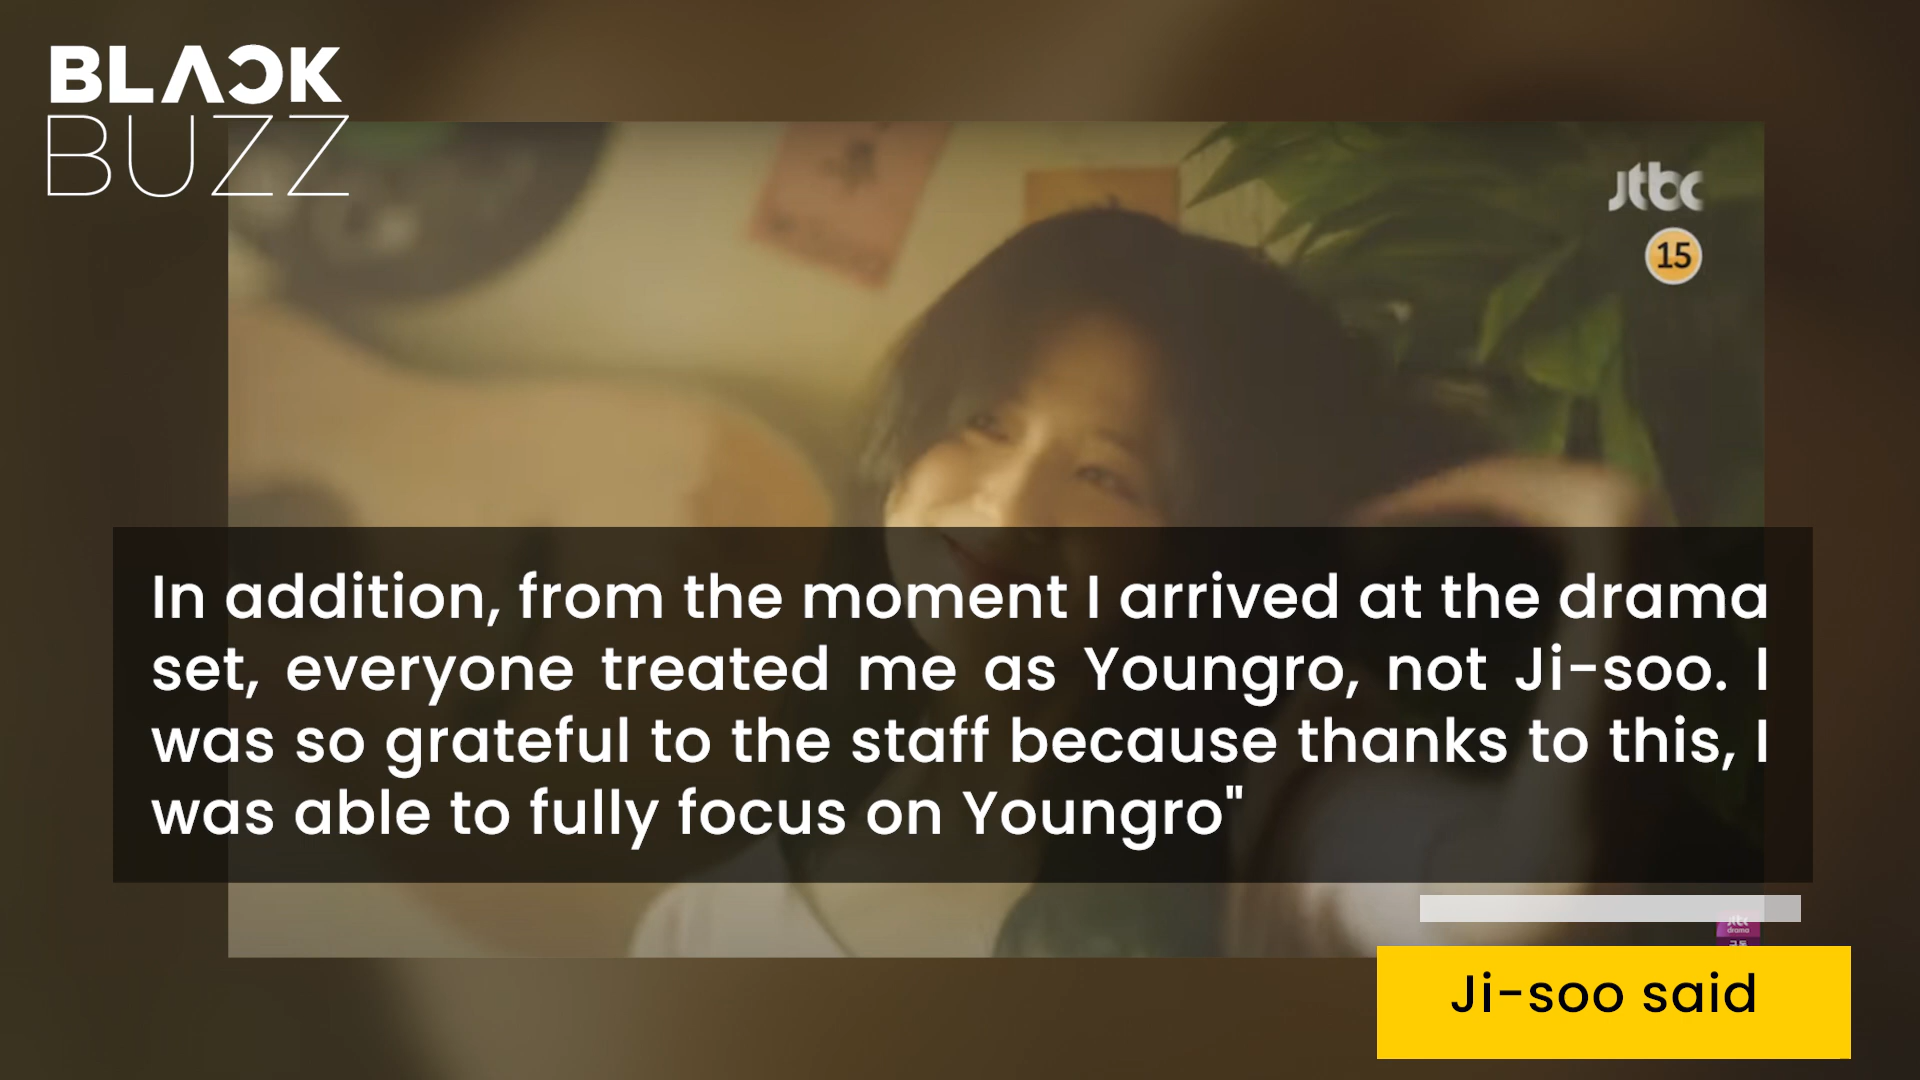 BLACK
BUZZ
jtbc
15
In addition, from the moment I arrived at the drama
set, everyone treated me as Youngro, not Ji-soo. I
was so grateful to the staff because thanks to this, I
was able to fully focus on Youngro"
jtbc
drama
Ji-soo said